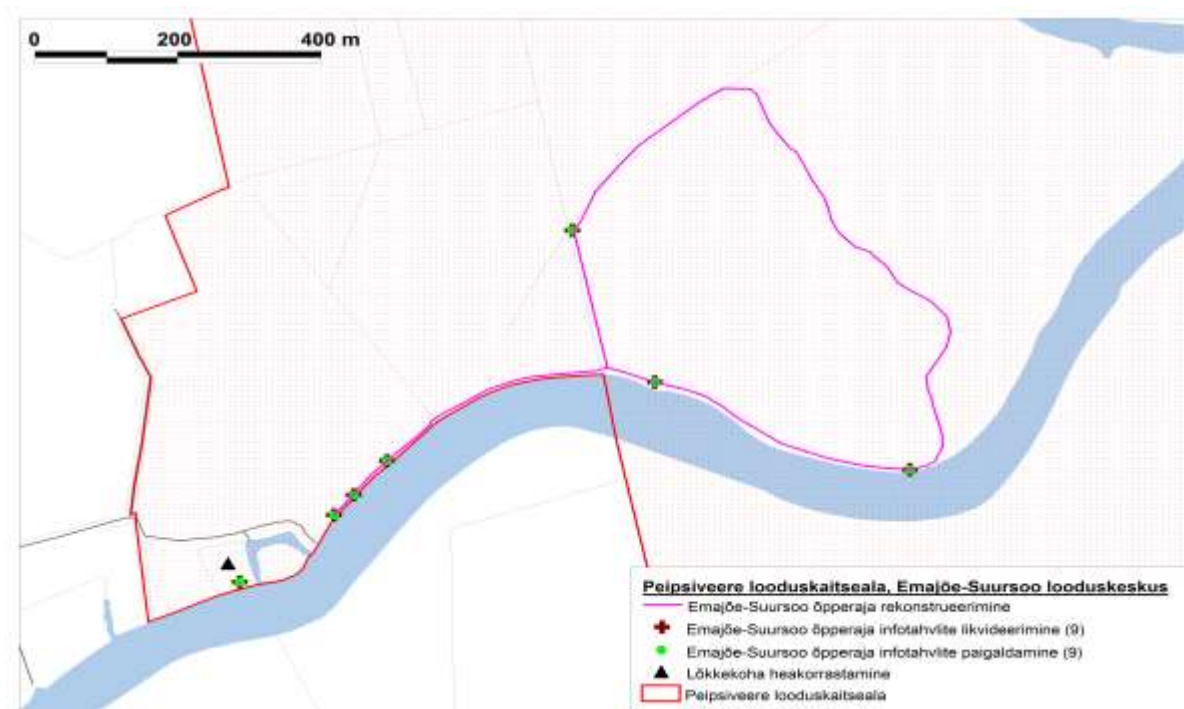 0 200 400 m
Peipsiveere looduskaitseala, Emajõe-Suursoo looduskeskus
Emajõe-Suursoo õpperaja rekonstrueerimine
Emajõe-Suursoo õpperaja infotahvlite likvideerimine (9)
Emajõe-Suursoo õpperaja infotahvlite paigaldamine (9)
Lõkkekoha heakorrastamine
Peipsiveere looduskaitseala